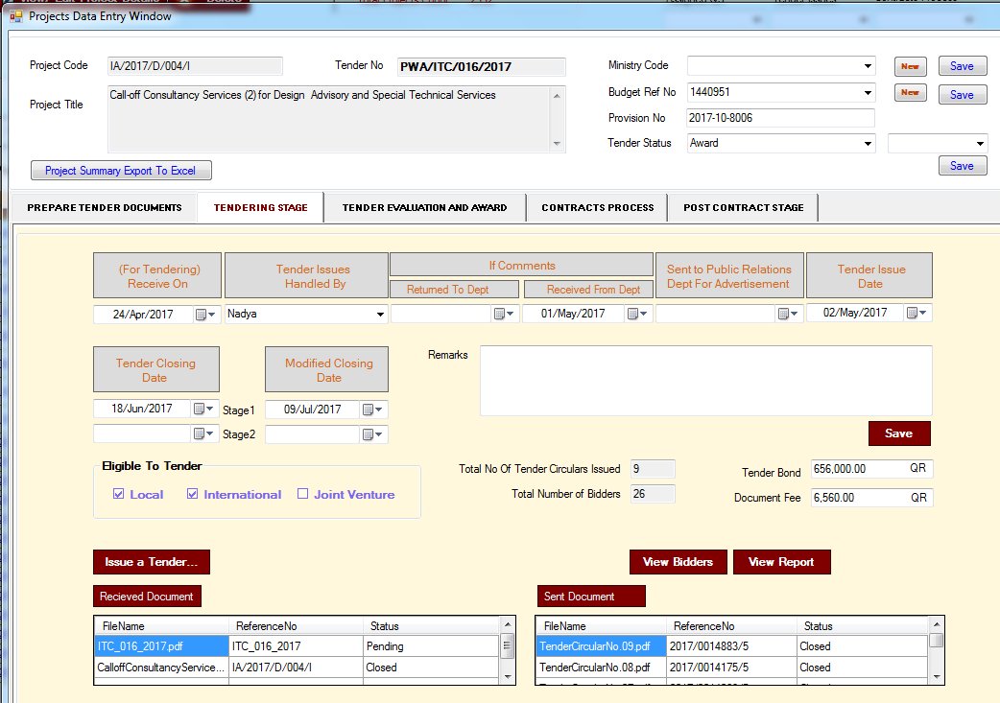 Projects Data Entry Window
Project Code IA/2017/D/004/I Tender No PWA/ITC/016/2017 Ministry Code New Save
Project Title Call-off Consultancy Services (2) for Design Advisory and Special Technical Services Budget Ref No 1440951 New Save
Provision No 2017-10-8006
Tender Status Award
Project Summary Export To Excel Save
PREPARE TENDER DOCUMENTS TENDERING STAGE TENDER EVALUATION AND AWARD CONTRACTS PROCESS POST CONTRACT STAGE
(For Tendering) Receive On
Tender Issues Handled By
If Comments
Returned To Dept Received From Dept
Sent to Public Relations Dept For Advertisement
Tender Issue Date
24/Apr/2017 Nadya 01/May/2017 02/May/2017
Tender Closing Date
Modified Closing Date
Remarks
18/Jun/2017 Stage1 09/Jul/2017
Stage2
Save
Eligible To Tender
Local International Joint Venture
Total No Of Tender Circulars Issued 9
Total Number of Bidders 26
Tender Bond 656,000.00 QR
Document Fee 6,560.00 QR
Issue a Tender... View Bidders View Report
Recieved Document
FileName ReferenceNo Status
ITC_016_2017.pdf ITC_016_2017 Pending
CalloffConsultancyService... IA/2017/D/004/I Closed
Sent Document
FileName ReferenceNo Status
TenderCircularNo.09.pdf 2017/0014883/5 Closed
TenderCircularNo.08.pdf 2017/0014175/5 Closed